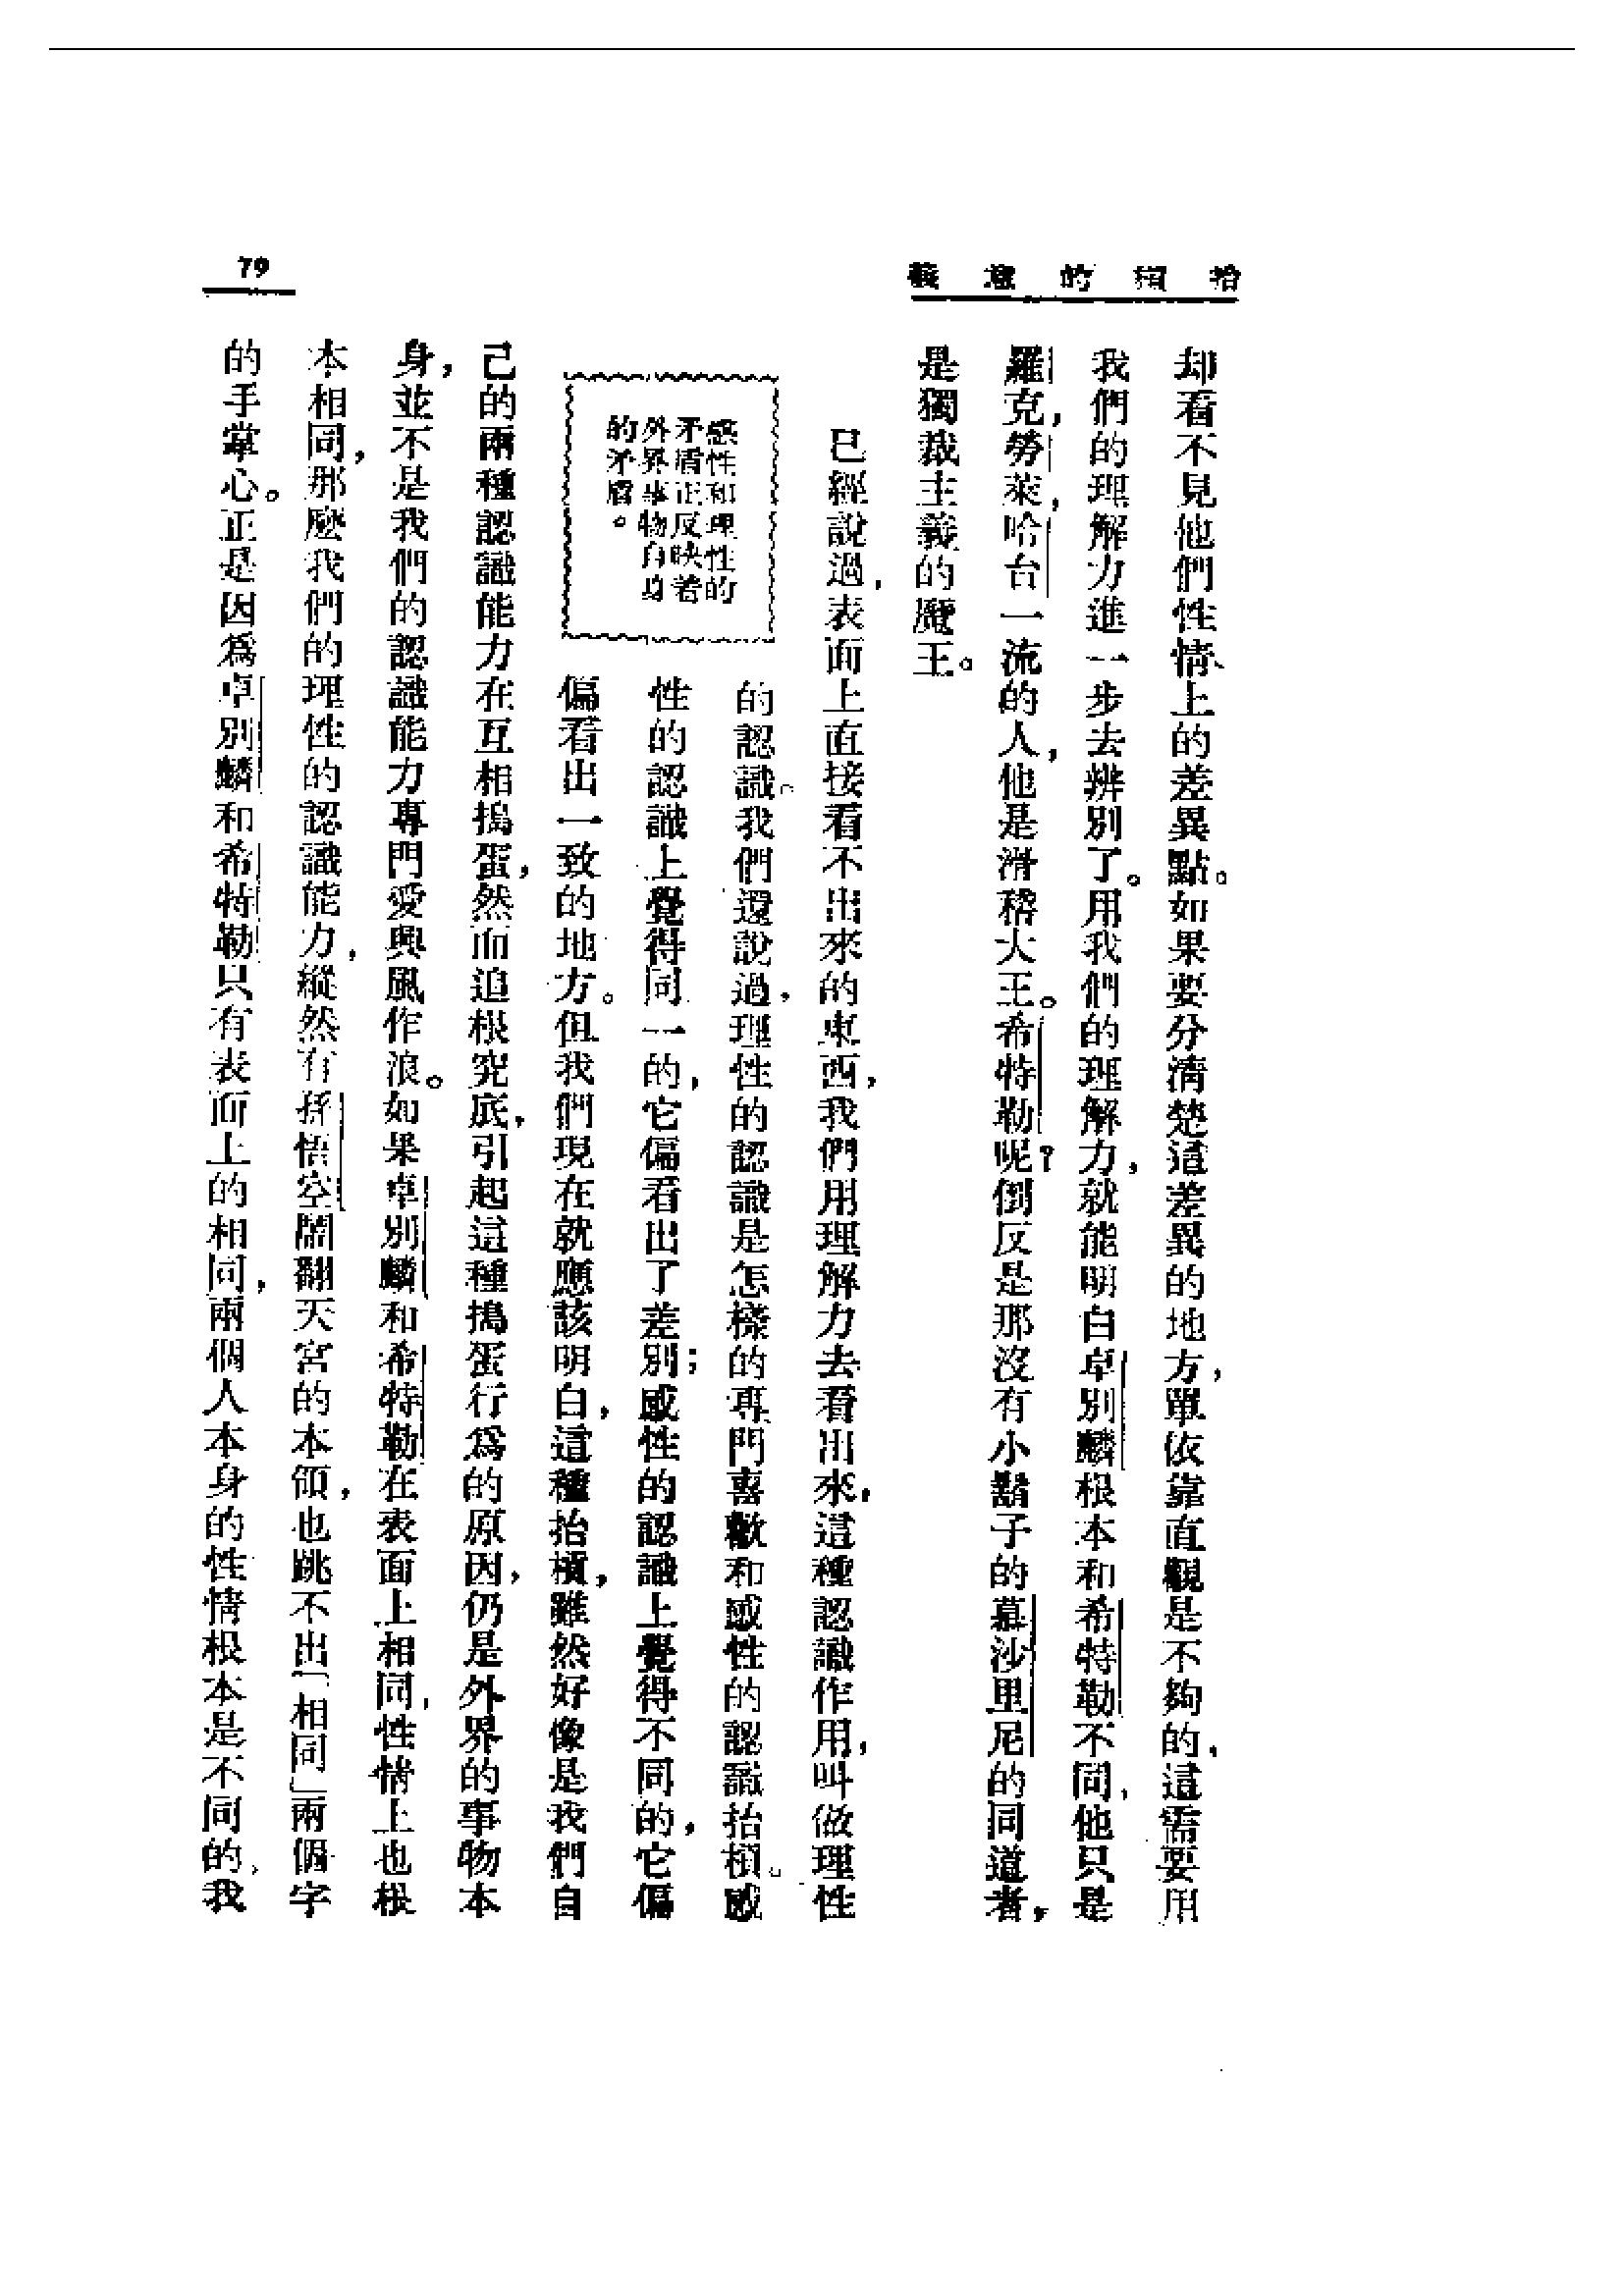 抬槓的意義
79
却看不見他們性情上的差異點。如果要分清楚這差異的地方，單依靠直觀是不夠的，這需要用
我們的理解力進一步去辨別了。用我們的理解力，就能明白卓別麟根本和希特勒不同，他只是
羅克，勞萊，哈台一流的人，他是滑稽大王。希特勒呢？倒反是那沒有小鬍子的慕沙里尼的同道者，
是獨裁主義的魔王。
已經說過，表面上直接看不出來的東西，我們用理解力去看出來，這種認識作用，叫做理性
的認識。我們還說過，理性的認識是怎樣的專門喜歡和感性的認識抬槓。感
性的認識上覺得同一的，它偏看出了差別；感性的認識上覺得不同的，它偏
偏看出一致的地方。但我們現在就應該明白，這種抬槓，雖然好像是我們自
感性和理性的
矛盾正反映着
外界事物自身
的矛盾。
己的兩種認識能力在互相搗蛋，然而追根究底，引起這種搗蛋行爲的原因，仍是外界的事物本
身，並不是我們的認識能力專門愛興風作浪。如果卓別麟和希特勒在表面上相同，性情上也根
本相同，那麼我們的理性的認識能力，縱然有孫悟空鬧翻天宮的本領，也跳不出「相同」兩個字
的手掌心。正是因爲卓別麟和希特勒只有表面上的相同，兩個人本身的性情根本是不同的，我